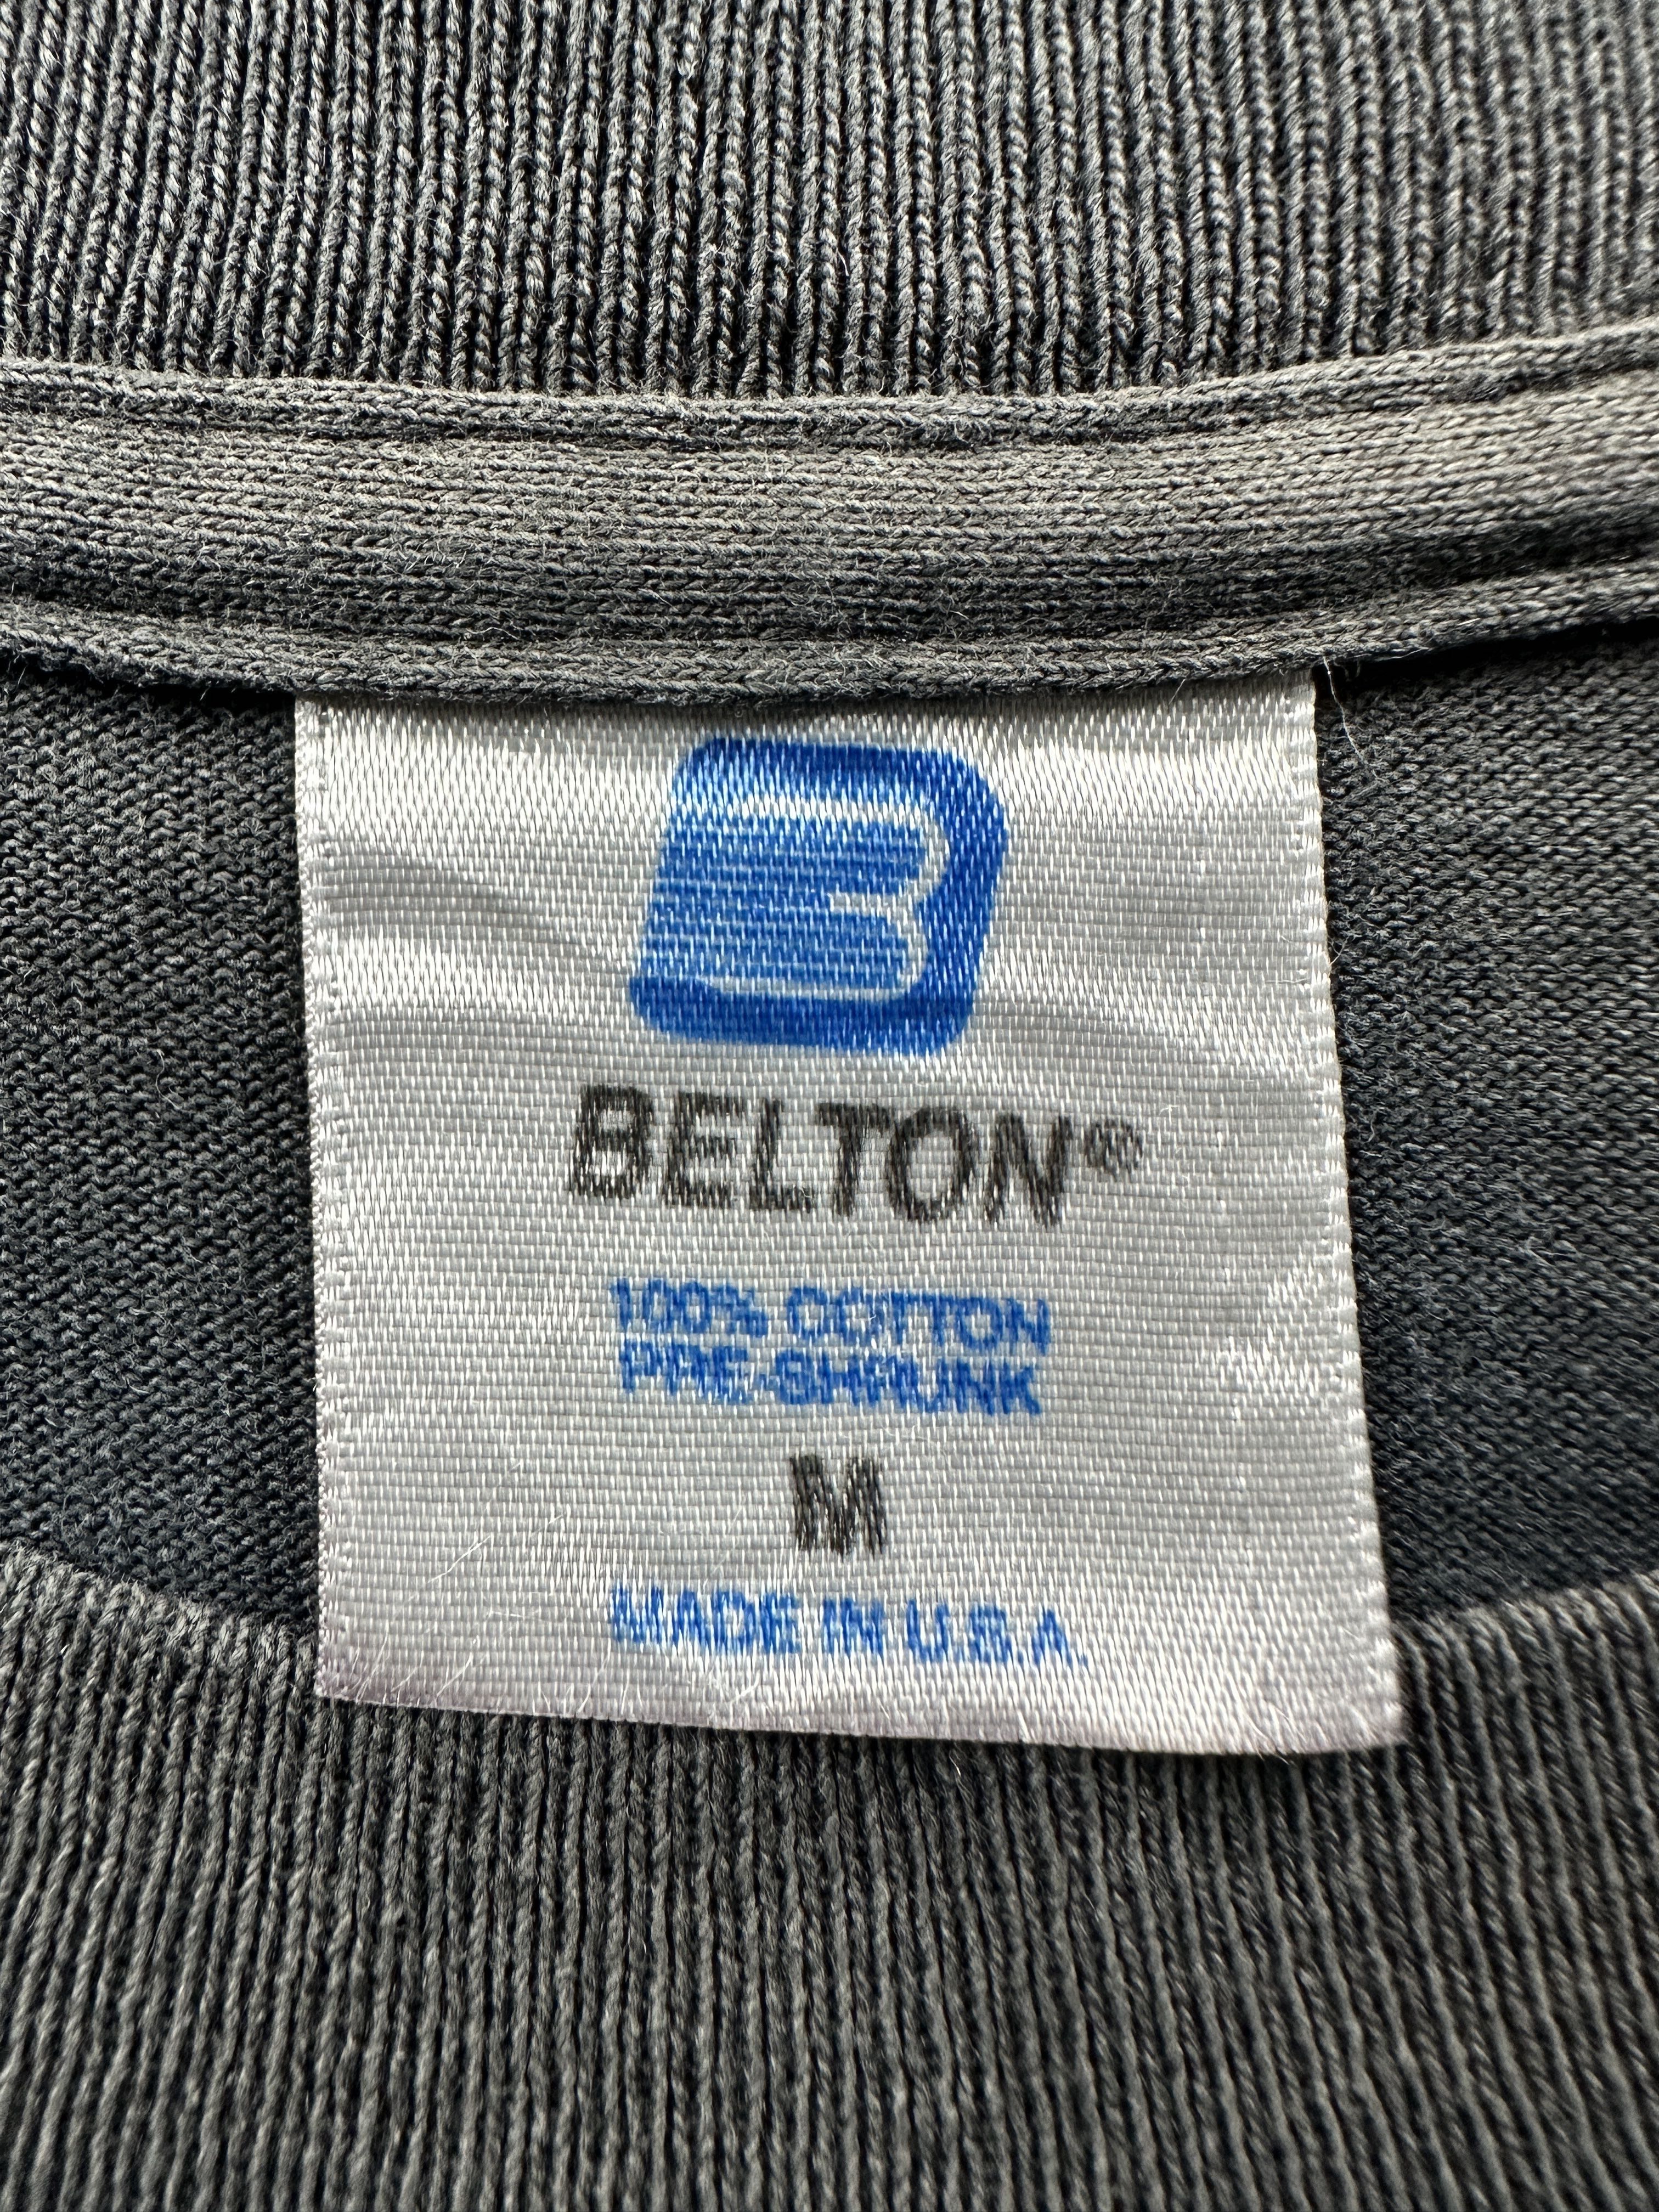 B
BELTON®
100% COTTON
PRE-SHRUNK
M
MADE IN U.S.A.